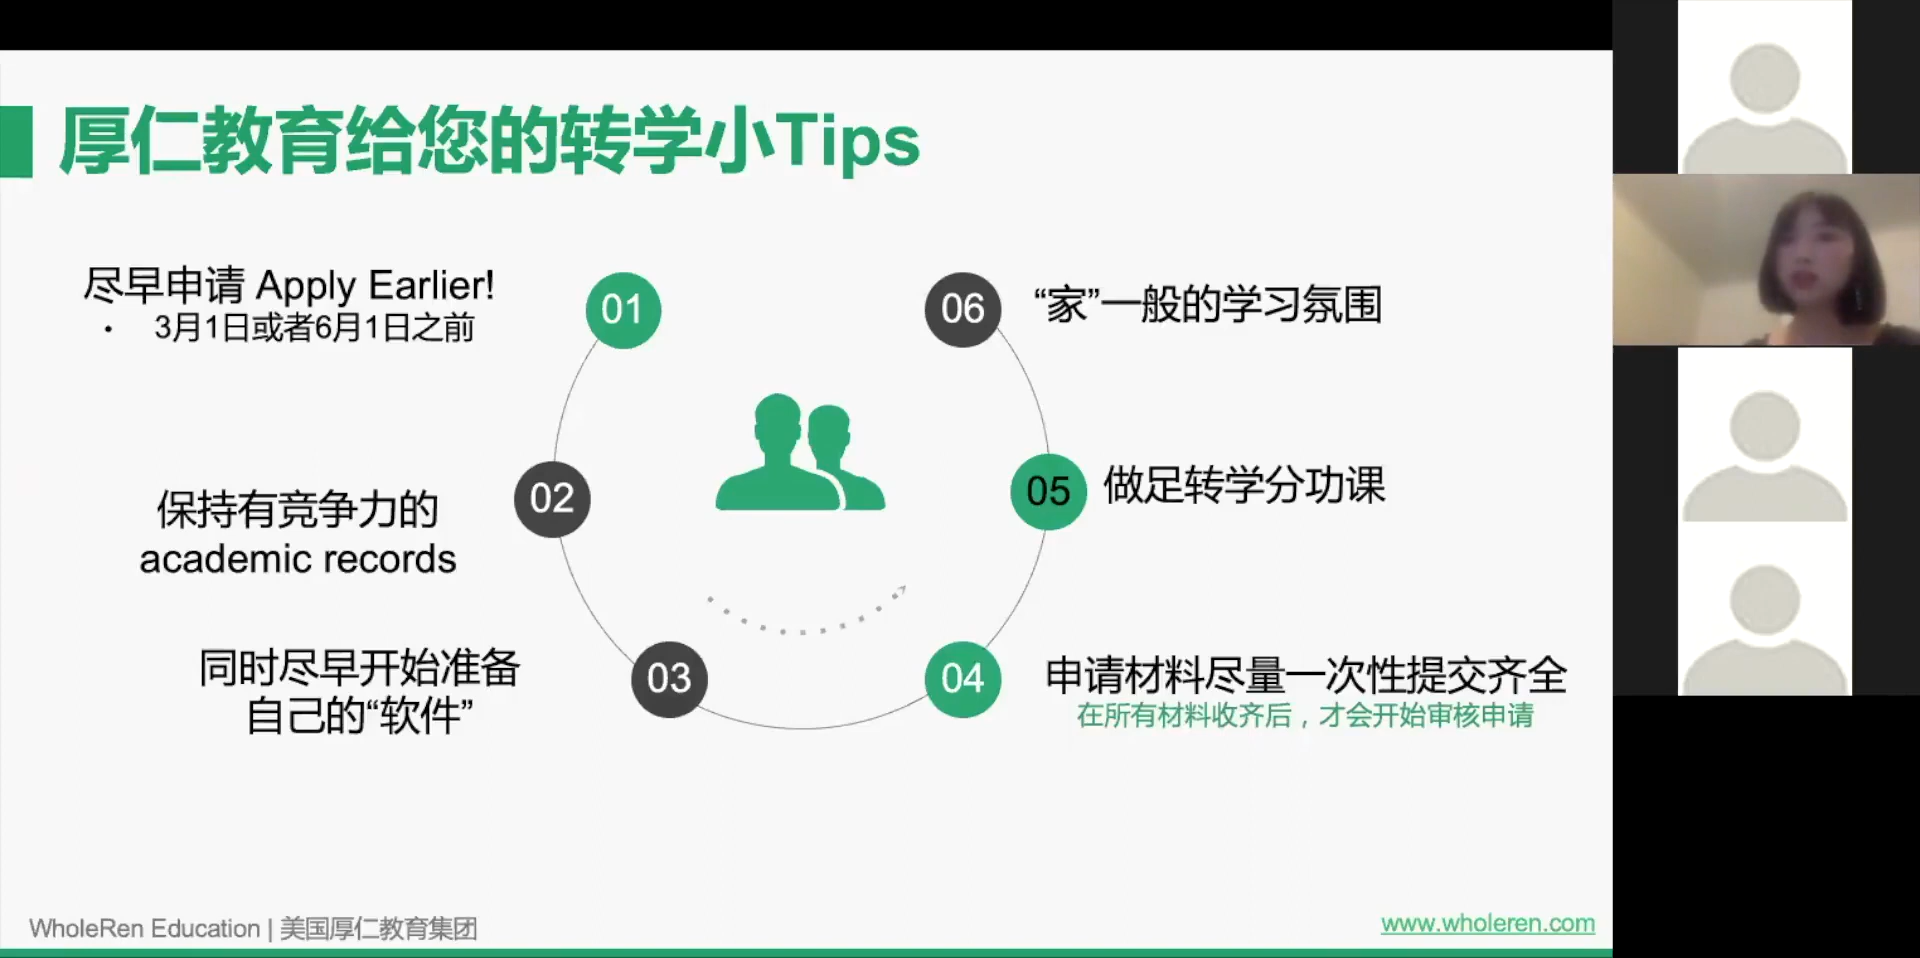 厚仁教育给您的转学小Tips
尽早申请 Apply Earlier!
• 3月1日或者6月1日之前
01
保持有竞争力的
academic records
02
同时尽早开始准备
自己的“软件”
03
04
申请材料尽量一次性提交齐全
在所有材料收齐后，才会开始审核申请
05
做足转学分功课
06
“家”一般的学习氛围
WholeRen Education | 美国厚仁教育集团
www.wholeren.com